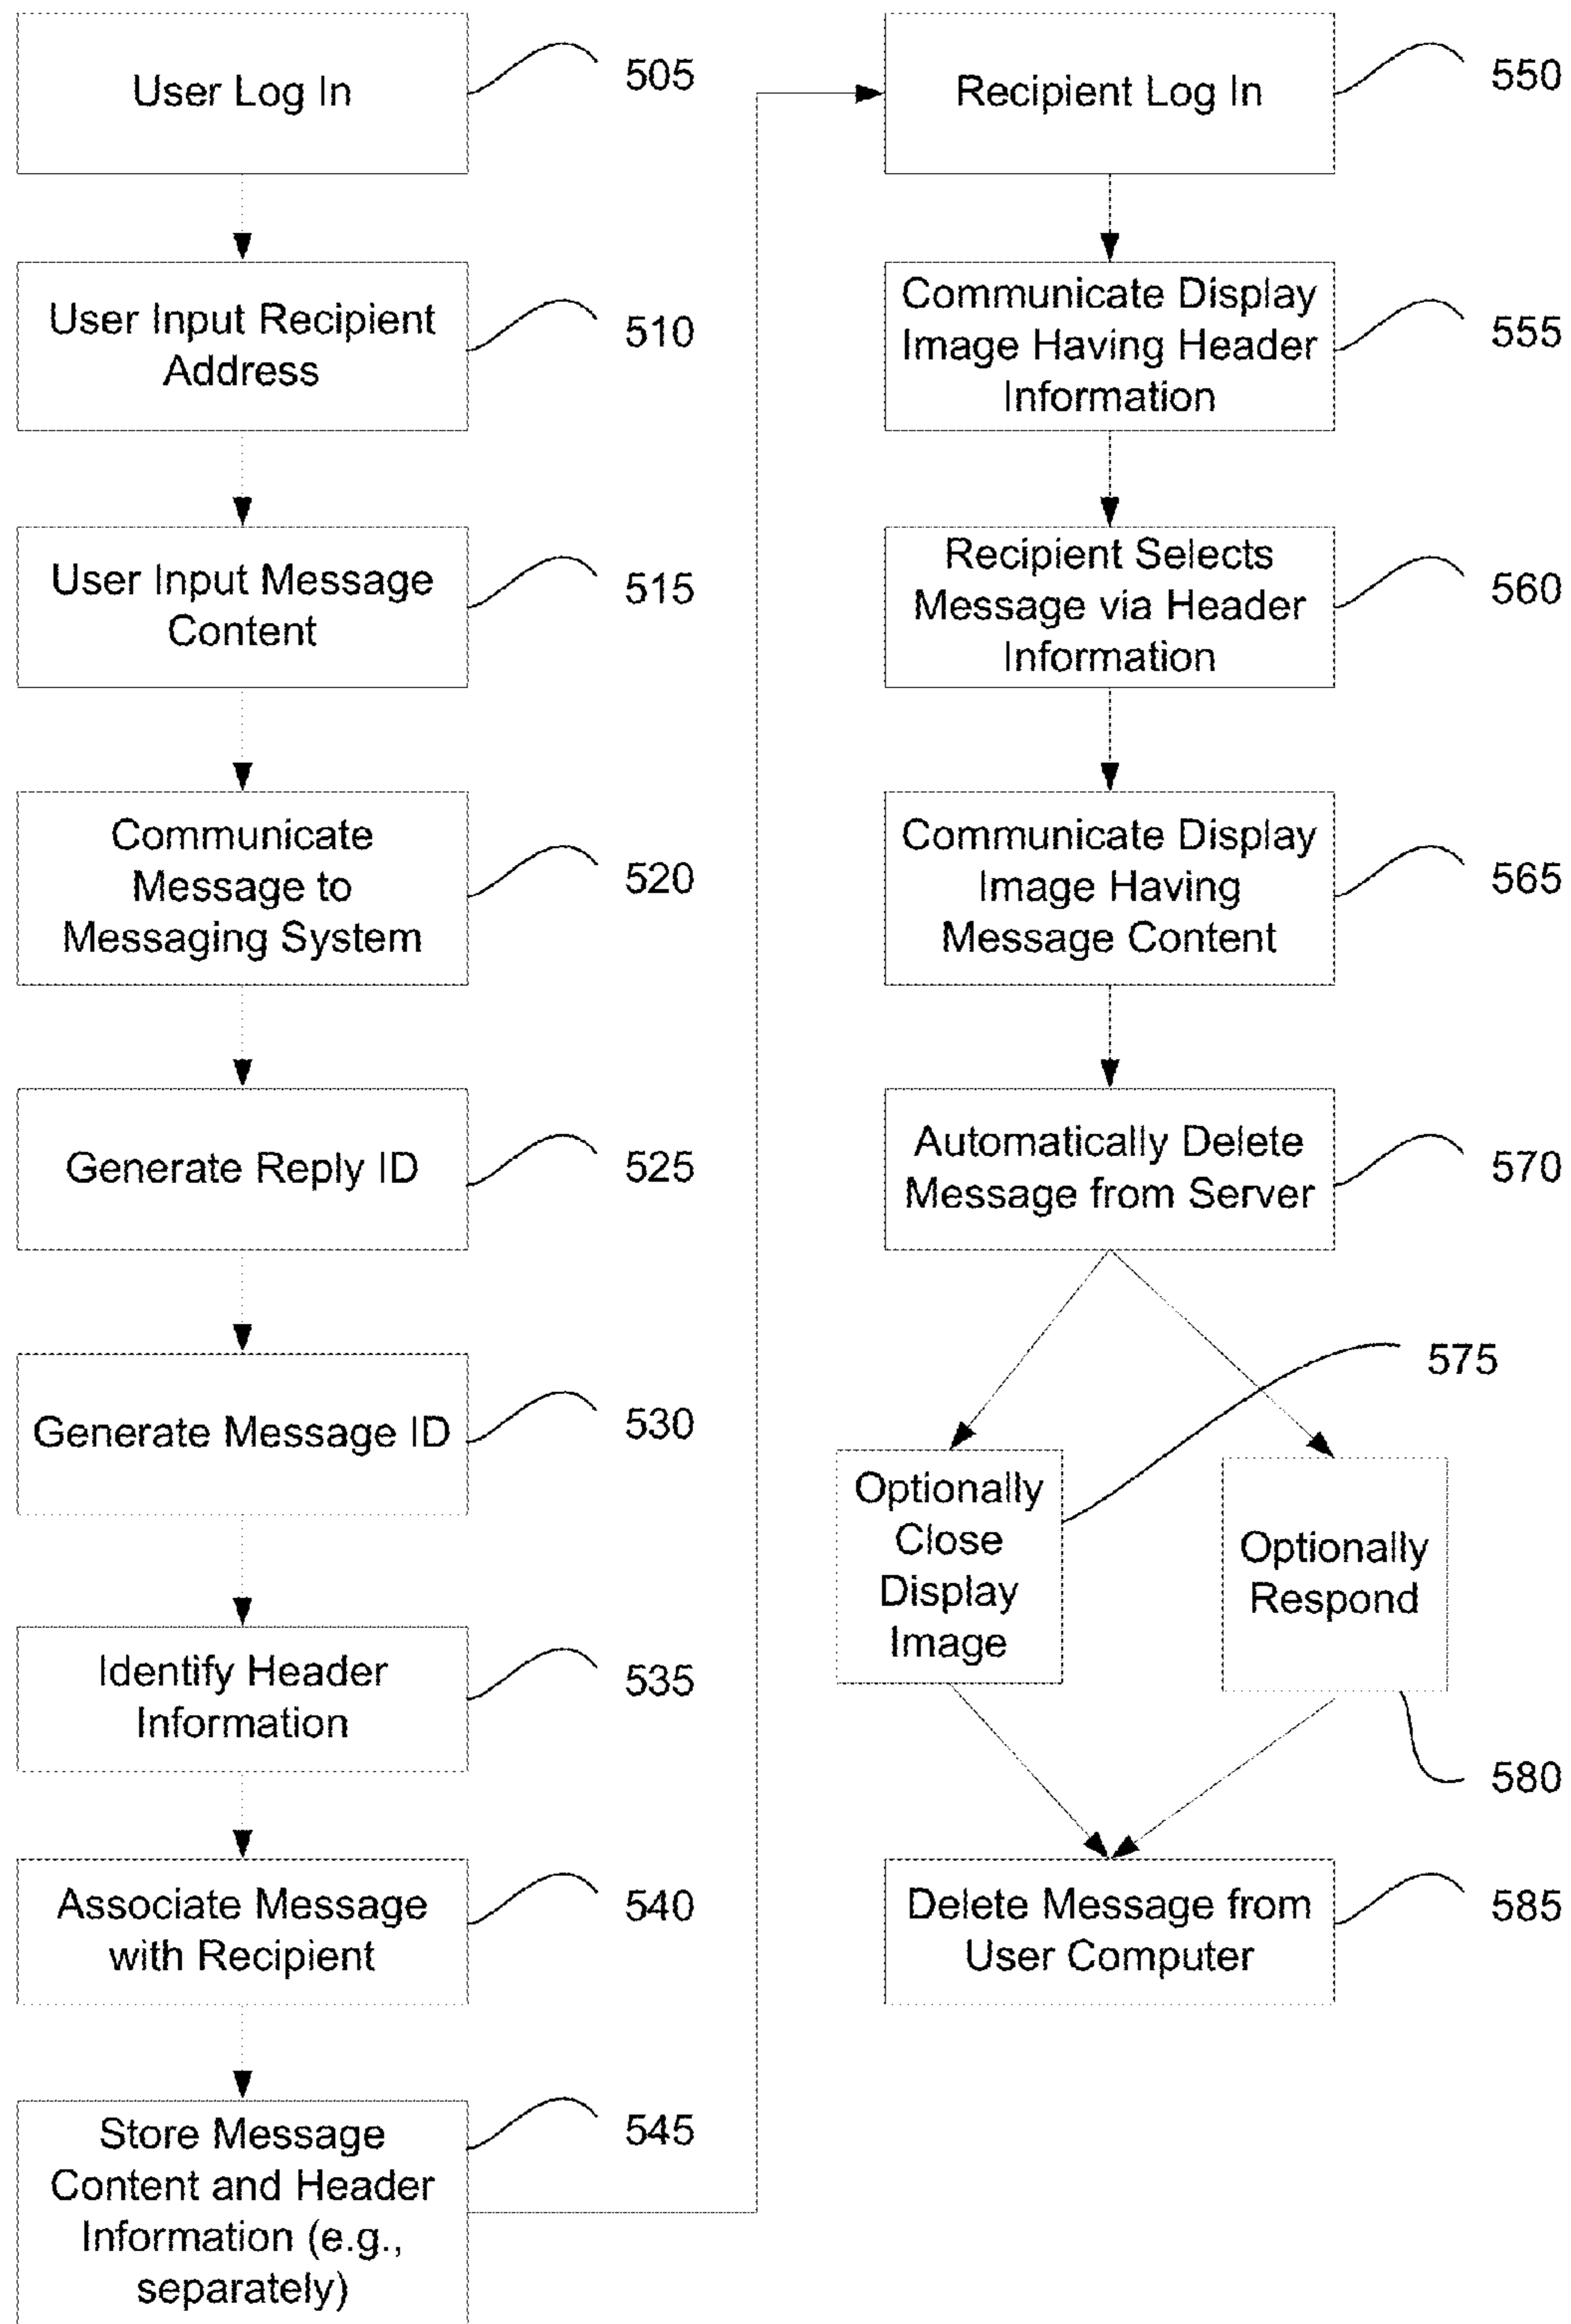 User Log In
505
User Input Recipient
Address
510
User Input Message
Content
515
Communicate
Message to
Messaging System
520
Generate Reply ID
525
Generate Message ID
530
Identify Header
Information
535
Associate Message
with Recipient
540
Store Message
Content and Header
Information (e.g.,
separately)
545
Recipient Log In
550
Communicate Display
Image Having Header
Information
555
Recipient Selects
Message via Header
Information
560
Communicate Display
Image Having
Message Content
565
Automatically Delete
Message from Server
570
575
Optionally
Close
Display
Image
Optionally
Respond
580
Delete Message from
User Computer
585